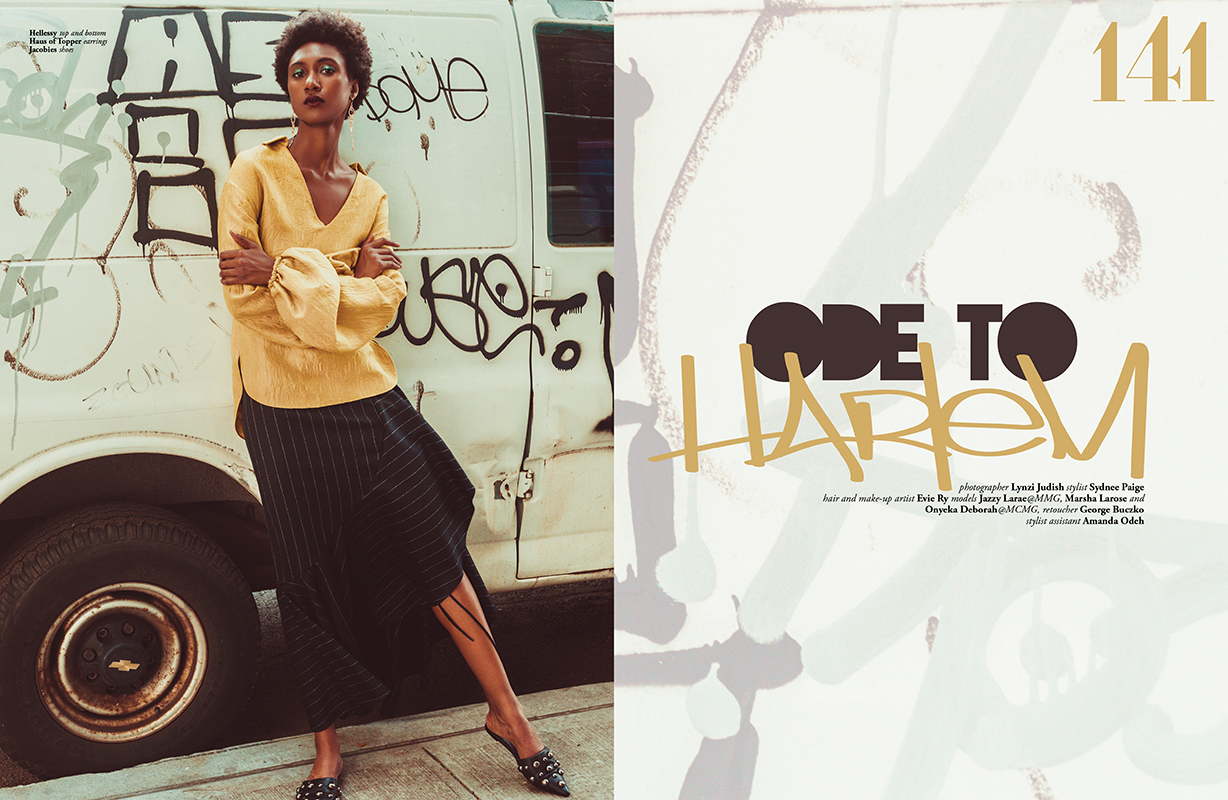 Hellessy top and bottom
Haus of Topper earrings
Jacobies shoes
141
ODE TO
HARleM
photographer Lynzi Judish stylist Sydnee Paige
hair and make-up artist Evie Ry models Jazzy Larae@MMG, Marsha Larose and
Onyeka Deborah@MCMG, retoucher George Buczko
stylist assistant Amanda Odeh